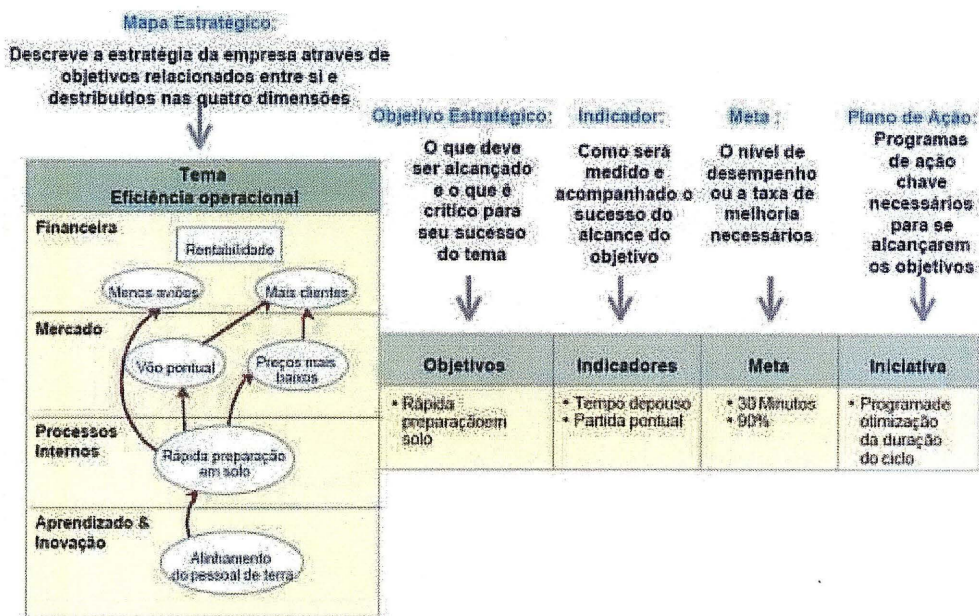 Mapa Estratégico:
Descreve a estratégia da empresa através de
objetivos relacionados entre si e
destribuídos nas quatro dimensões
Objetivo Estratégico:
O que deve
ser alcançado
e o que é
crítico para
seu sucesso
do tema
Indicador:
Como será
medido e
acompanhado o
sucesso do
alcance do
objetivo
Meta :
O nível de
desempenho
ou a taxa de
melhoria
necessários
Plano de Ação:
Programas
de ação
chave
necessários
para se
alcançarem
os objetivos
Tema
Eficiência operacional
Financeira
Rentabilidade
Menos aviões
Mais clientes
Mercado
Vôo pontual
Preços mais
baixos
Processos
Internos
Rápida preparação
em solo
Aprendizado &
Inovação
Alinhamento
do pessoal de terra
Objetivos
• Rápida
preparaçãoem
solo
Indicadores
• Tempo depouso
• Partida pontual
Meta
• 30 Minutos
• 90%
Iniciativa
• Programade
otimização
da duração
do ciclo